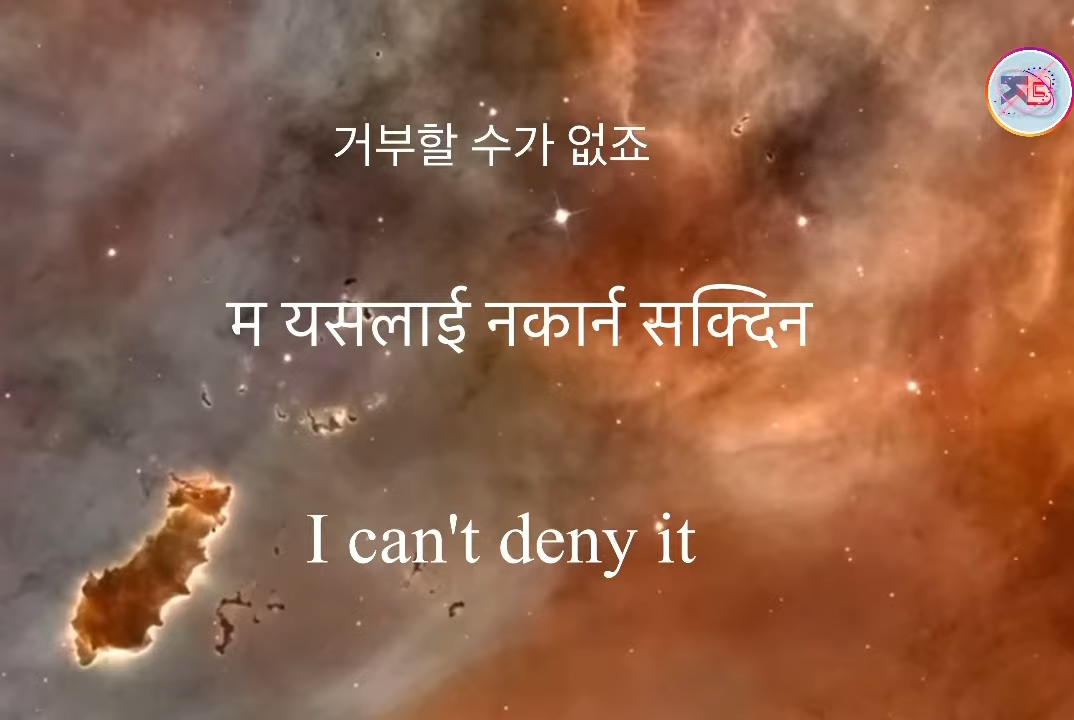 거부할 수가 없죠
म यसलाई नकार्न सक्दिन
I can't deny it